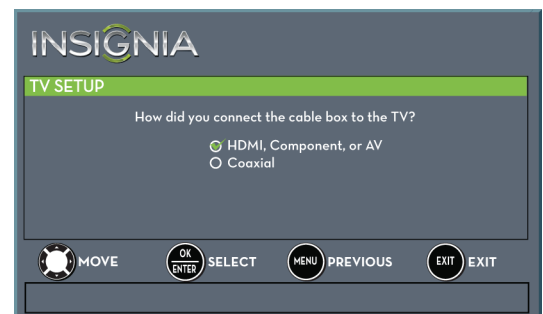 INSIGNIA
TV SETUP
How did you connect the cable box to the TV?
HDMI, Component, or AV
Coaxial
MOVE OK ENTER SELECT MENU PREVIOUS EXIT EXIT